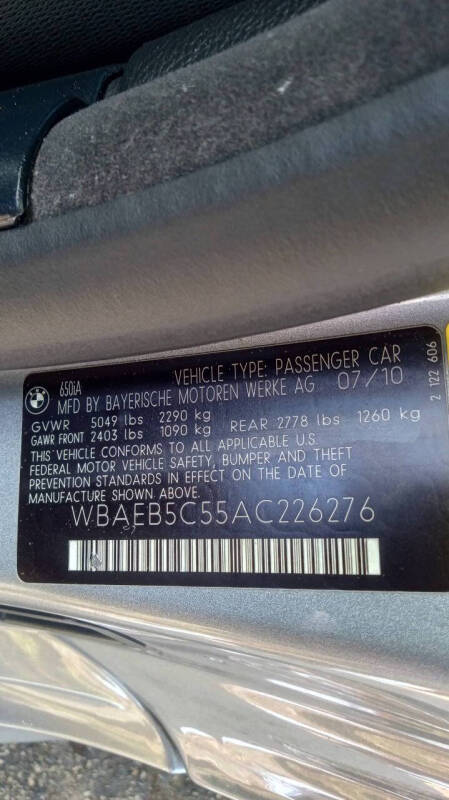 650iA VEHICLE TYPE: PASSENGER CAR
MFD BY BAYERISCHE MOTOREN WERKE AG 07/10
GVWR 5049 lbs 2290 kg
GAWR FRONT 2403 lbs 1090 kg REAR 2778 lbs 1260 kg
THIS VEHICLE CONFORMS TO ALL APPLICABLE U.S.
FEDERAL MOTOR VEHICLE SAFETY, BUMPER AND THEFT
PREVENTION STANDARDS IN EFFECT ON THE DATE OF
MANUFACTURE SHOWN ABOVE.
WBAEB5C55AC226276
2 122 606